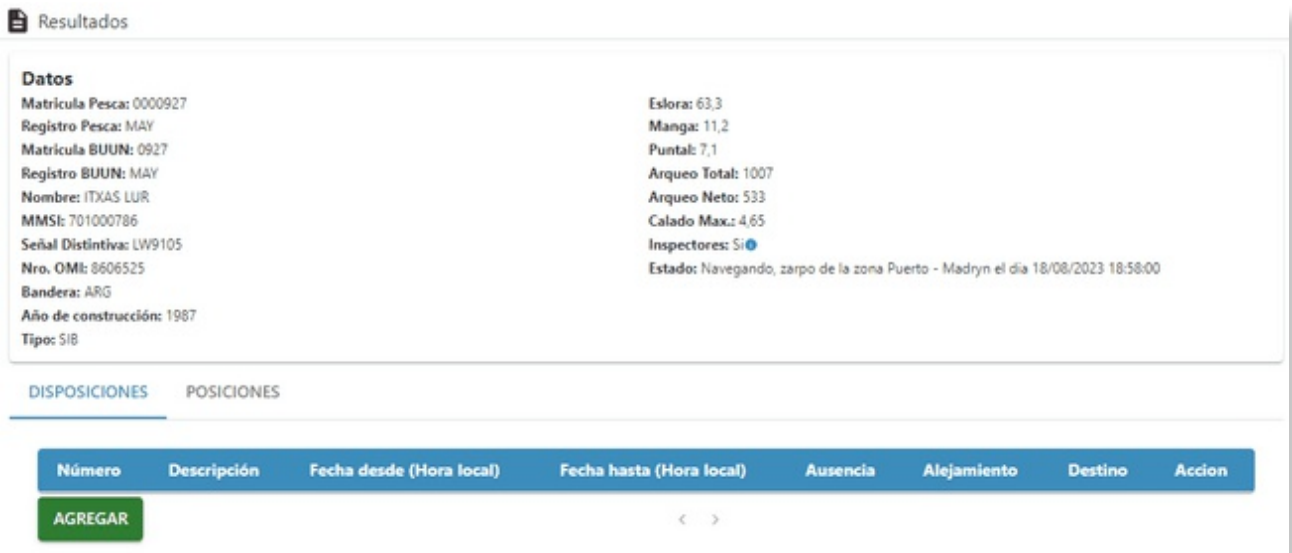 Resultados
Datos
Matricula Pesca: 0000927
Registro Pesca: MAY
Matricula BUUN: 0927
Registro BUUN: MAY
Nombre: ITXAS LUR
MMSI: 701000786
Señal Distintiva: LW9105
Nro. OMI: 8606525
Bandera: ARG
Año de construcción: 1987
Tipo: SIB
Eslora: 63,3
Manga: 11,2
Puntal: 7,1
Arqueo Total: 1007
Arqueo Neto: 533
Calado Max.: 4,65
Inspectores: Si
Estado: Navegando, zarpo de la zona Puerto - Madryn el dia 18/08/2023 18:58:00
DISPOSICIONES POSICIONES
Número Descripción Fecha desde (Hora local) Fecha hasta (Hora local) Ausencia Alejamiento Destino Accion
AGREGAR